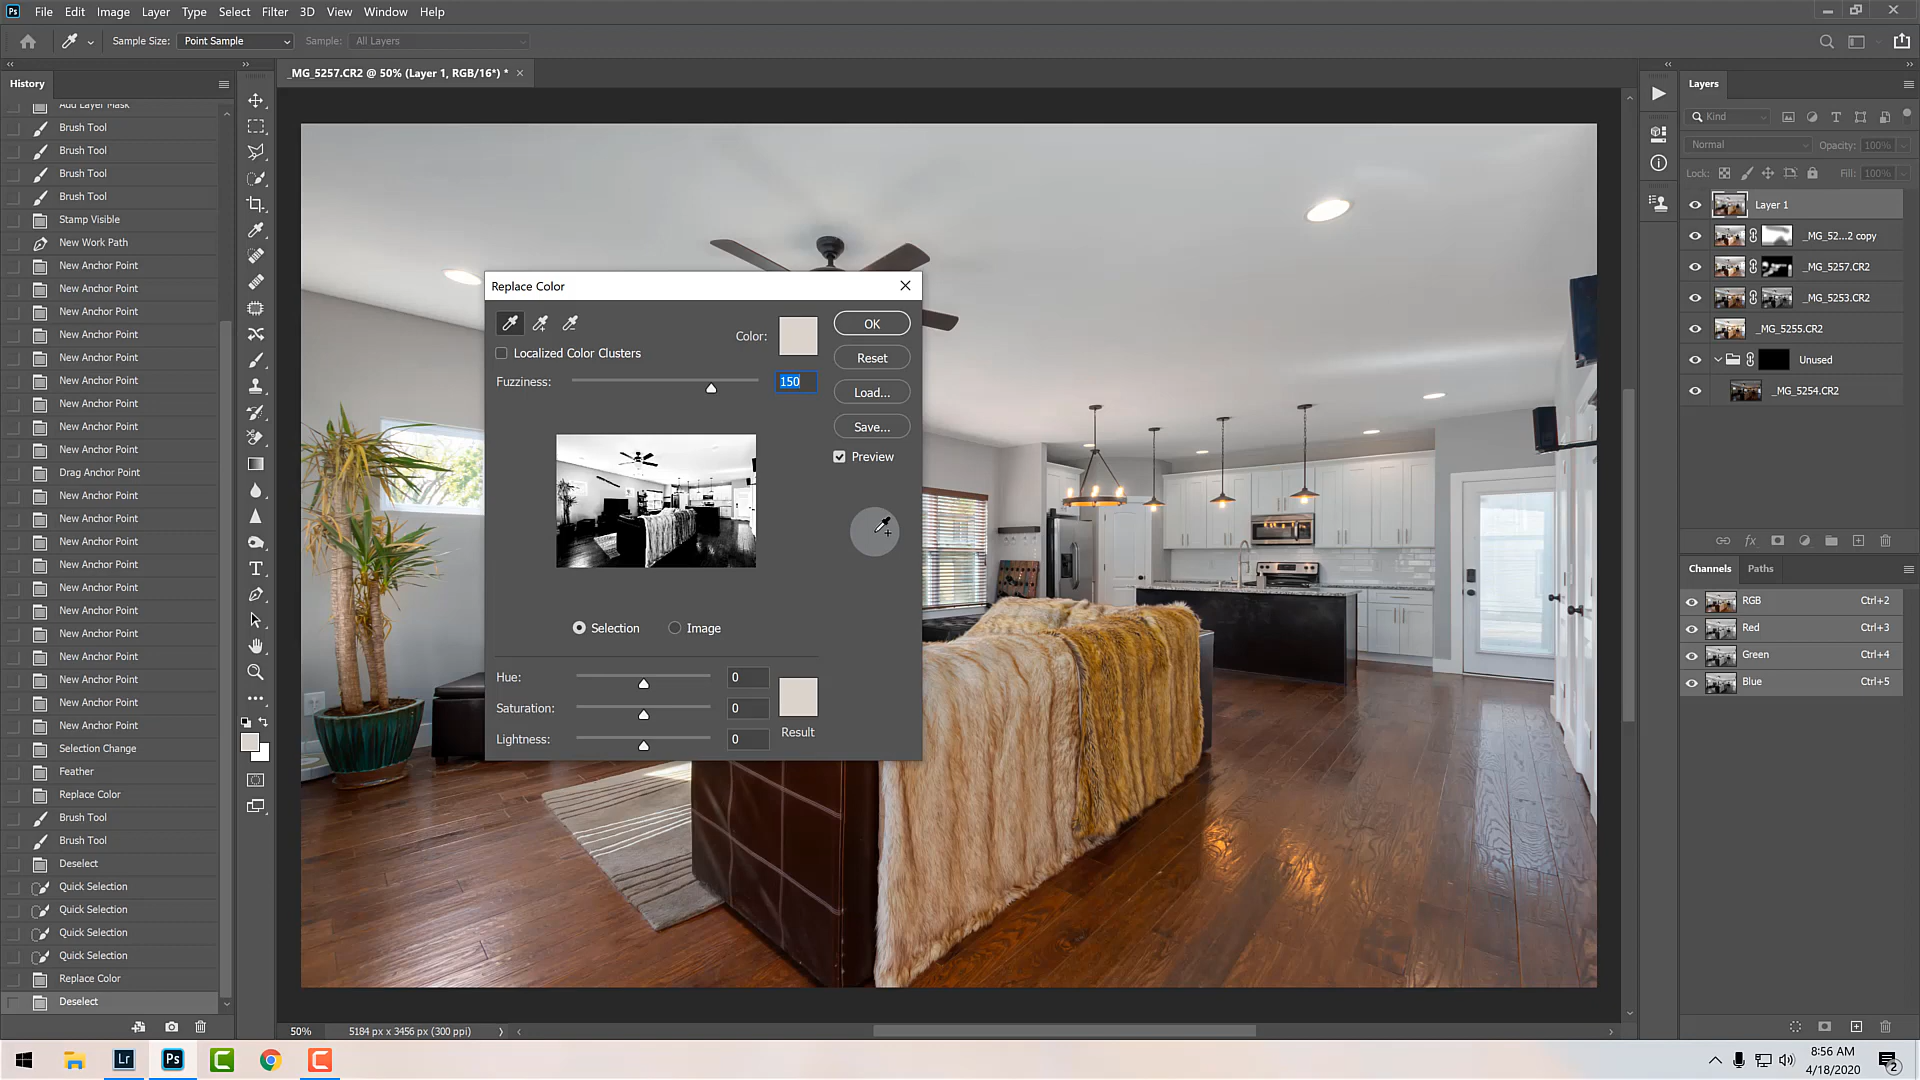 Ps File Edit Image Layer Type Select Filter 3D View Window Help
Sample Size: Point Sample Sample: All Layers
History
_MG_5257.CR2 @ 50% (Layer 1, RGB/16*) *
Add Layer Mask
Brush Tool
Brush Tool
Brush Tool
Brush Tool
Stamp Visible
New Work Path
New Anchor Point
New Anchor Point
New Anchor Point
New Anchor Point
New Anchor Point
New Anchor Point
New Anchor Point
New Anchor Point
New Anchor Point
Drag Anchor Point
New Anchor Point
New Anchor Point
New Anchor Point
New Anchor Point
New Anchor Point
New Anchor Point
New Anchor Point
New Anchor Point
New Anchor Point
New Anchor Point
New Anchor Point
Selection Change
Feather
Replace Color
Brush Tool
Brush Tool
Deselect
Quick Selection
Quick Selection
Quick Selection
Quick Selection
Replace Color
Deselect
Replace Color
Color:
OK
Localized Color Clusters
Reset
Fuzziness: 150
Load...
Save...
Preview
Selection Image
Hue: 0
Saturation: 0
Result
Lightness: 0
Layers
Kind
Normal Opacity: 100%
Lock: Fill: 100%
Layer 1
_MG_52...2 copy
_MG_5257.CR2
_MG_5253.CR2
_MG_5255.CR2
Unused
_MG_5254.CR2
fx
Channels Paths
RGB Ctrl+2
Red Ctrl+3
Green Ctrl+4
Blue Ctrl+5
50% 5184 px x 3456 px (300 ppi)
Lr Ps
8:56 AM
4/18/2020
2